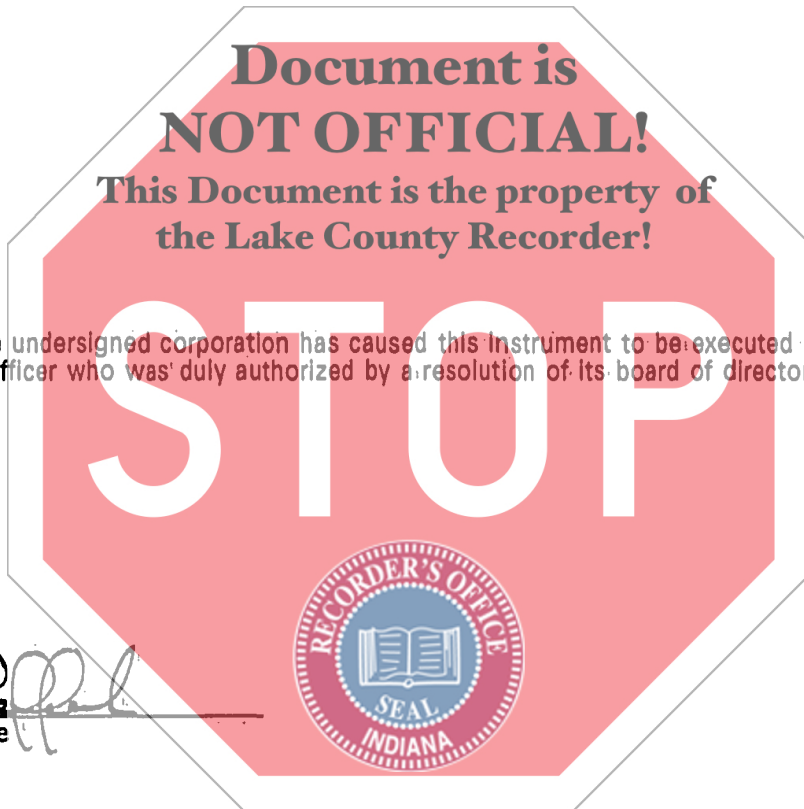 Document is
NOT OFFICIAL!
This Document is the property of
the Lake County Recorder!
undersigned corporation has caused this instrument to be executed
who was duly authorized by a resolution of its board of
STOP
RECORDER'S OFFICE
SEAL
INDIANA